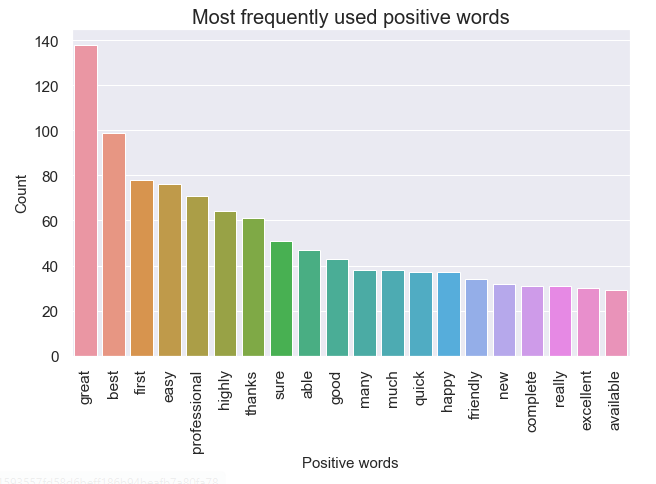 Most frequently used positive words
140
120
100
80
60
40
20
0
Count
great
best
first
easy
professional
highly
thanks
sure
able
good
many
much
quick
happy
friendly
new
complete
really
excellent
available
Positive words